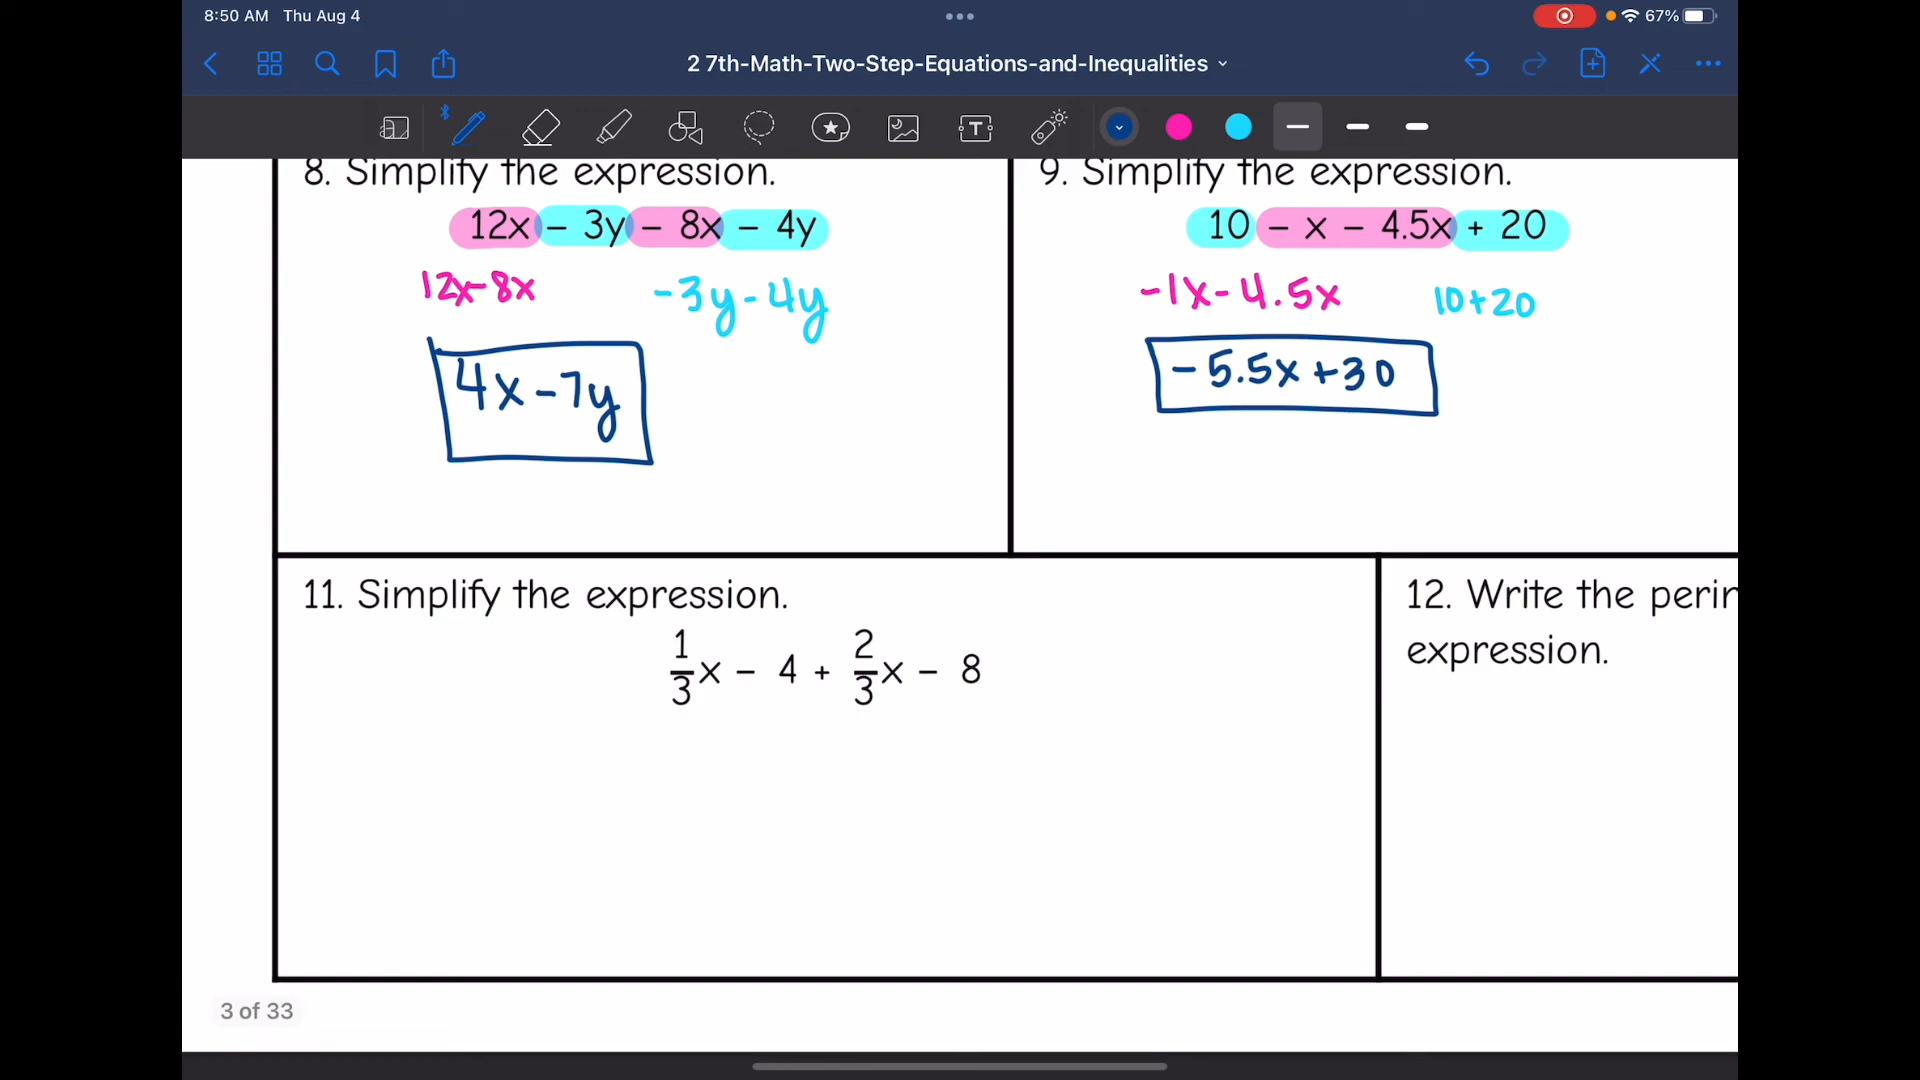 8:50 AM Thu Aug 4
67%
2 7th-Math-Two-Step-Equations-and-Inequalities
8. Simplify the expression.
12x – 3y – 8x – 4y
12x-8x -3y-4y
4x-7y
9. Simplify the expression.
10 – x – 4.5x + 20
-1x-4.5x 10+20
-5.5x+30
11. Simplify the expression.
1/3x – 4 + 2/3x – 8
12. Write the
expression.
3 of 33